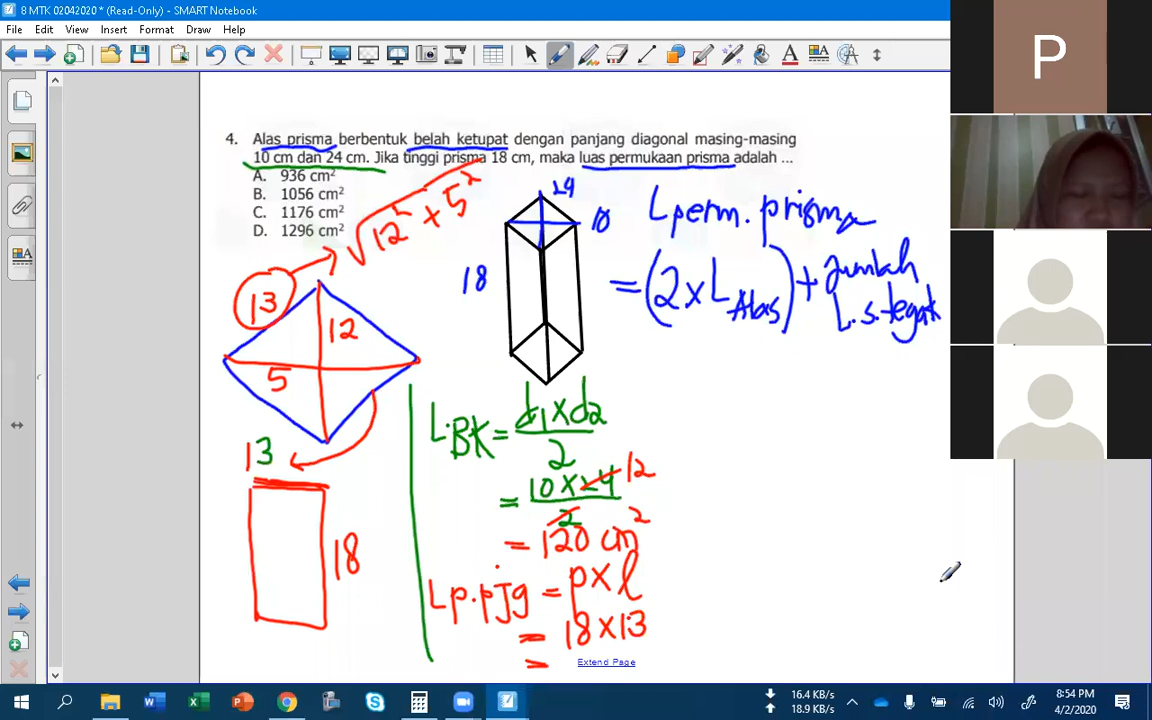 8 MTK 02042020 * (Read-Only) - SMART Notebook
File Edit View Insert Format Draw Help
P
4. Alas prisma berbentuk belah ketupat dengan panjang diagonal masing-masing
10 cm dan 24 cm. Jika tinggi prisma 18 cm, maka luas permukaan prisma adalah ...
A. 936 cm²
B. 1056 cm²
C. 1176 cm²
D. 1296 cm²
√12² + 5²
13
12
5
24
10
18
L perm. prisma
= (2 x L Alas) + Jumlah
L.s.tegak
13
18
L.BK = d1 x d2
2
= 10 x 24 12
2
= 120 cm²
L p.pjg = p x l
= 18 x 13
=
Extend Page
16.4 KB/s
18.9 KB/s
8:54 PM
4/2/2020